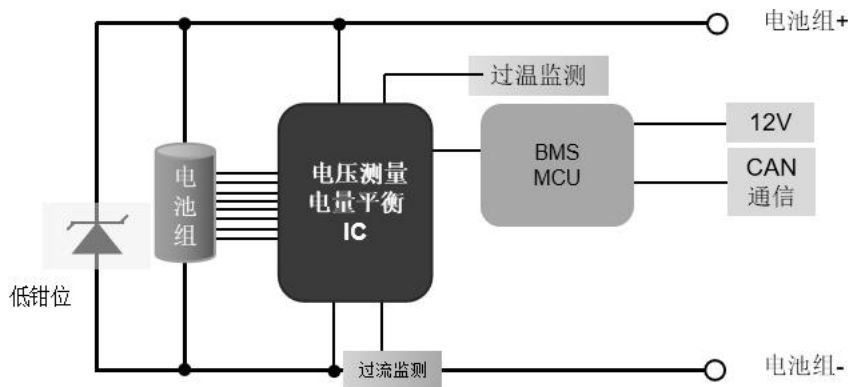 电池组+
过温监测
12V
BMS
MCU
CAN
通信
电压测量
电量平衡
IC
电
池
组
低钳位
过流监测
电池组-